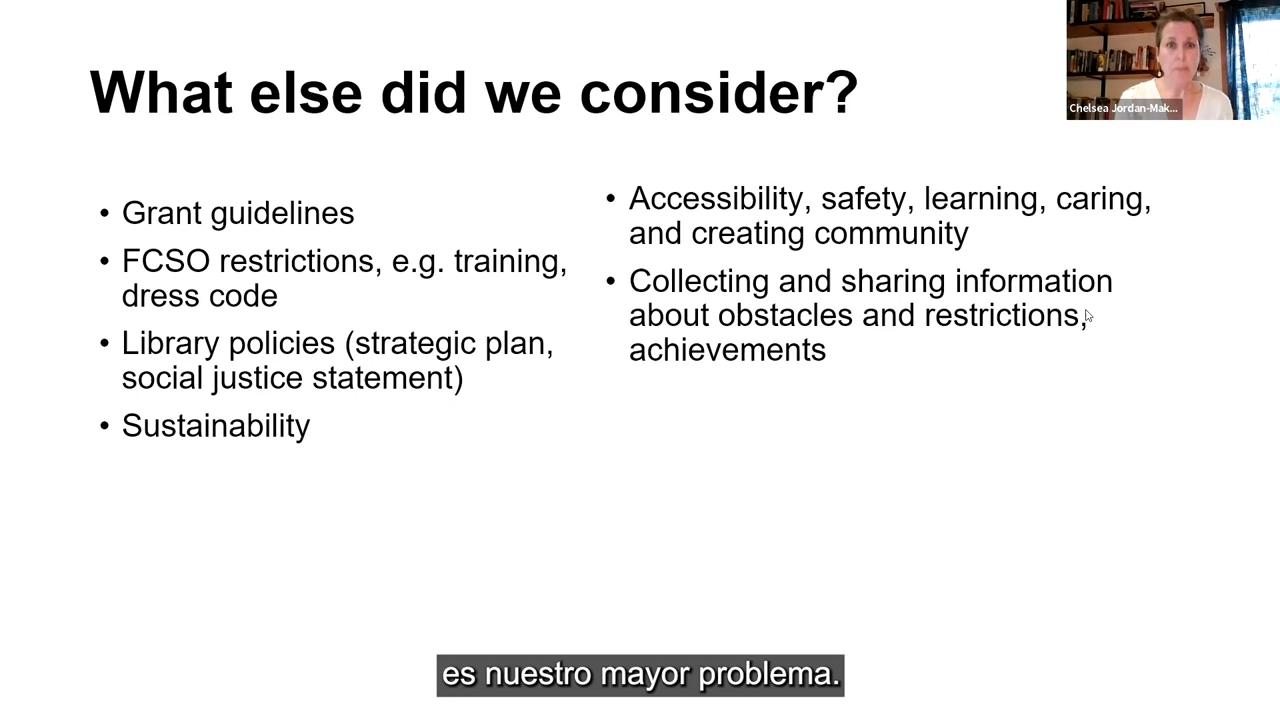 What else did we consider?
Chelsea Jordan-Mak...
• Grant guidelines
• FCSO restrictions, e.g. training,
dress code
• Library policies (strategic plan,
social justice statement)
• Sustainability
• Accessibility, safety, learning, caring,
and creating community
• Collecting and sharing information
about obstacles and restrictions,
achievements
es nuestro mayor problema.